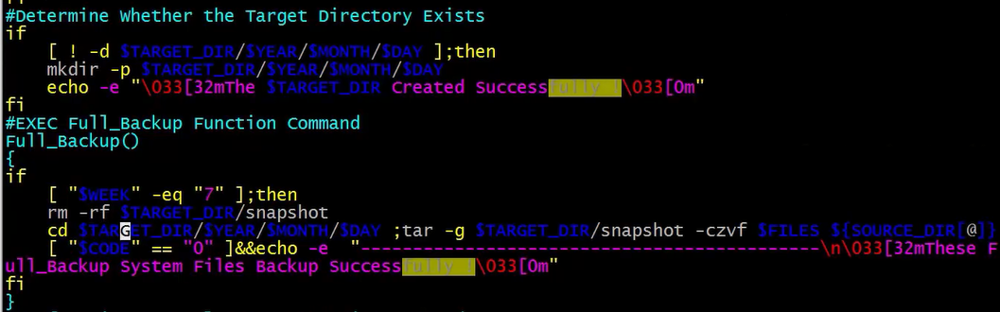 #Determine Whether the Target Directory Exists
if
    [ ! -d $TARGET_DIR/$YEAR/$MONTH/$DAY ];then
    mkdir -p $TARGET_DIR/$YEAR/$MONTH/$DAY
    echo -e "\033[32mThe $TARGET_DIR Created Successfully !\033[0m"
fi
#EXEC Full_Backup Function Command
Full_Backup()
{
if
    [ "$WEEK" -eq "7" ];then
    rm -rf $TARGET_DIR/snapshot
    cd $TARGET_DIR/$YEAR/$MONTH/$DAY ;tar -g $TARGET_DIR/snapshot -czvf $FILES ${SOURCE_DIR[@]}
    [ "$CODE" == "0" ]&&echo -e  "--------------------------------------------\n\033[32mThese F
ull_Backup System Files Backup Successfully !\033[0m"
fi
}